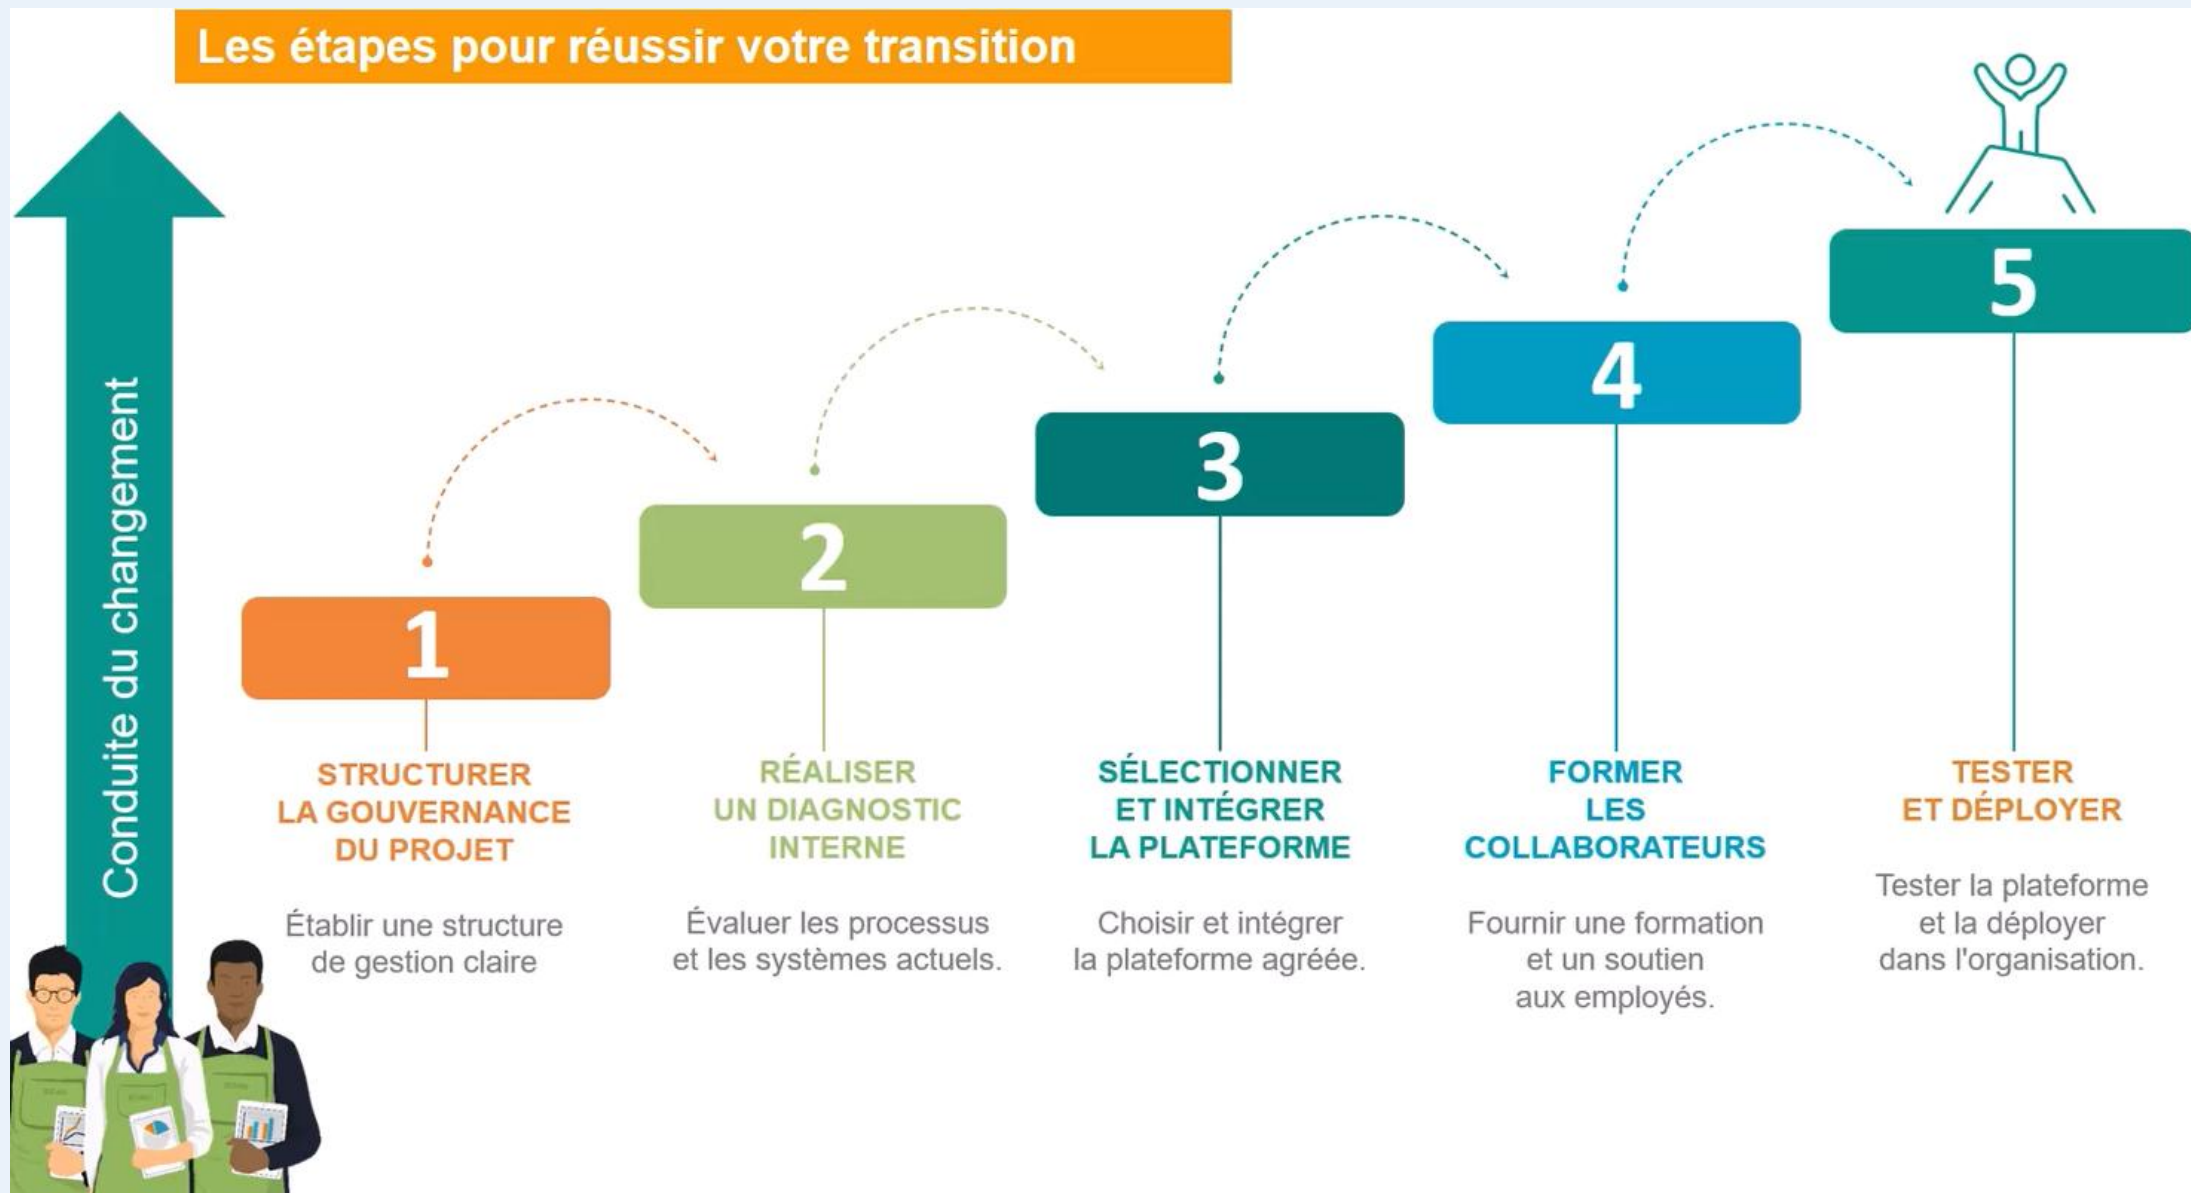 Les étapes pour réussir votre transition
Conduite du changement
1
STRUCTURER
LA GOUVERNANCE
DU PROJET
Établir une structure
de gestion claire
2
RÉALISER
UN DIAGNOSTIC
INTERNE
Évaluer les processus
et les systèmes actuels.
3
SÉLECTIONNER
ET INTÉGRER
LA PLATEFORME
Choisir et intégrer
la plateforme agréée.
4
FORMER
LES
COLLABORATEURS
Fournir une formation
et un soutien
aux employés.
5
TESTER
ET DÉPLOYER
Tester la plateforme
et la déployer
dans l'organisation.